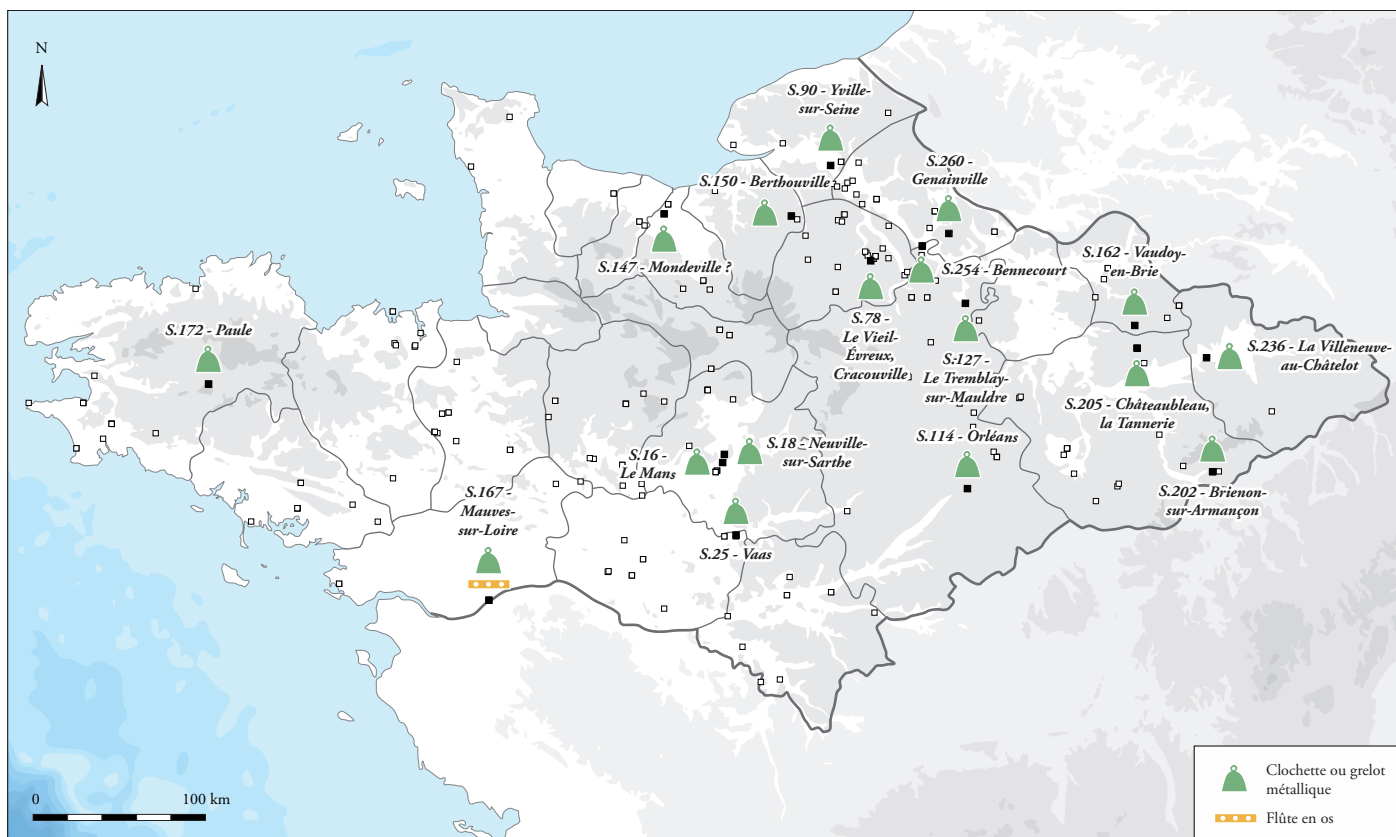 N
S.90 - Yville-
sur-Seine
S.260 -
Genainville
S.150 - Berthouville
S.162 - Vaudoy-
en-Brie
S.147 - Mondeville ?
S.254 - Bennecourt
S.172 - Paule
S.78 -
Le Vieil-
Évreux,
Cracouville
S.127 -
Le Tremblay-
sur-Mauldre
S.236 - La Villeneuve-
au-Châtelot
S.205 - Châteaubleau,
la Tannerie
S.16 -
Le Mans
S.18 - Neuville-
sur-Sarthe
S.114 - Orléans
S.167 -
Mauves-
sur-Loire
S.202 - Brienon-
sur-Armançon
S.25 - Vaas
0 100 km
Clochette ou grelot
métallique
Flûte en os